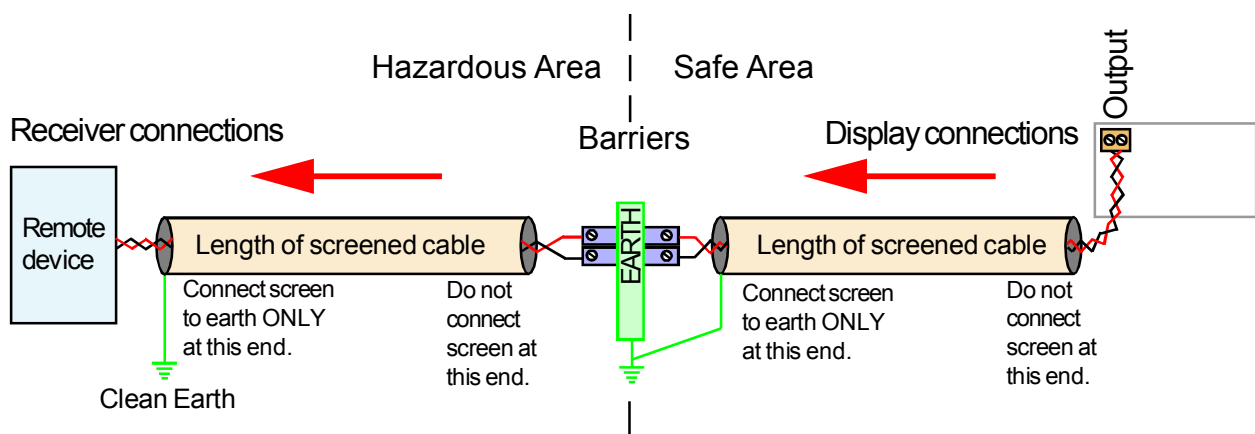 Hazardous Area
Safe Area
Output
Receiver connections
Barriers
Display connections
Remote
device
Length of screened cable
EARTH
Length of screened cable
Connect screen
to earth ONLY
at this end.
Do not
connect
screen at
this end.
Connect screen
to earth ONLY
at this end.
Do not
connect
screen at
this end.
Clean Earth